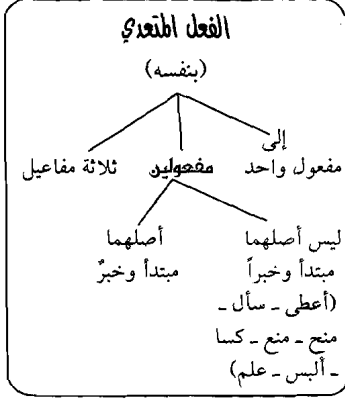 الفعل المتعدي
(بنفسه)
إلى
مفعول واحد مفعولين ثلاثة مفاعيل
ليس أصلهما أصلهما
مبتدأ وخبراً مبتدأ وخبرٌ
(أعطى ـ سأل ـ
منح ـ منع ـ كسا
ـ ألبس ـ علم)